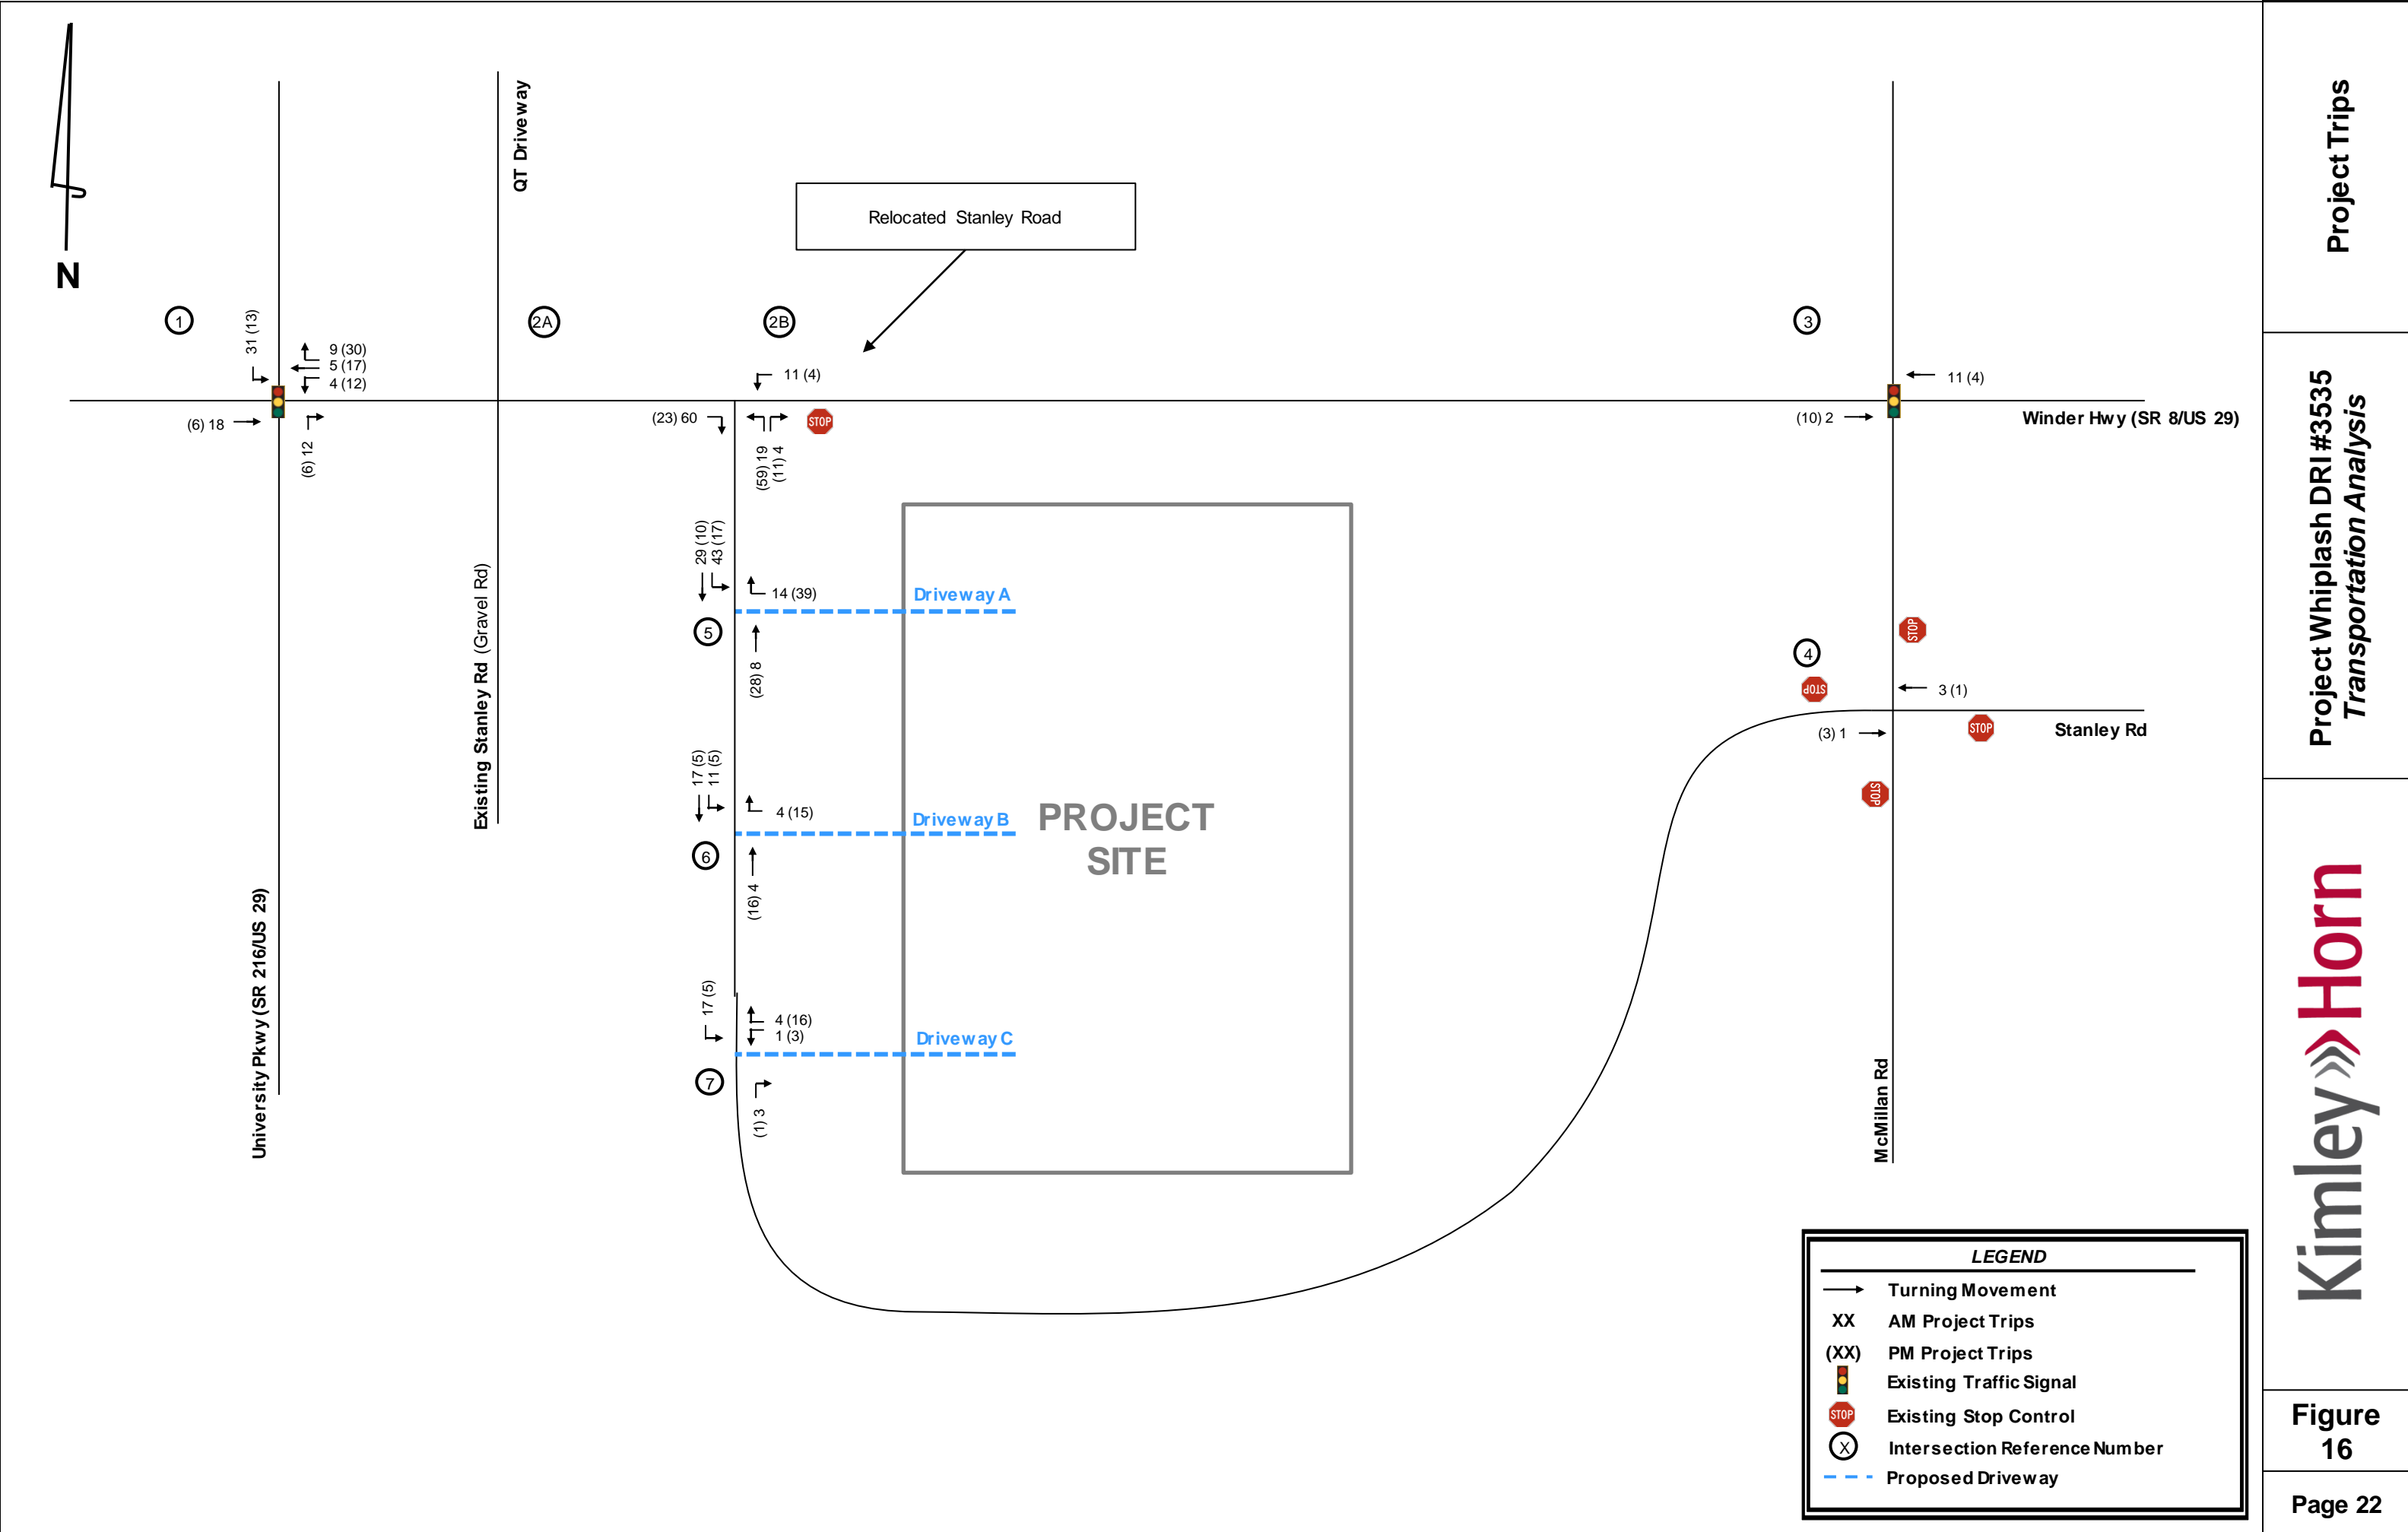 N
QT Driveway
Relocated Stanley Road
1
2A
2B
3
31 (13)
9 (30)
5 (17)
4 (12)
(6) 18
(6) 12
11 (4)
(23) 60
(59) 19
(11) 4
STOP
11 (4)
(10) 2
Winder Hwy (SR 8/US 29)
29 (10)
43 (17)
14 (39)
Driveway A
5
(28) 8
Existing Stanley Rd (Gravel Rd)
17 (5)
11 (5)
4 (15)
Driveway B
6
(16) 4
PROJECT
SITE
University Pkwy (SR 216/US 29)
17 (5)
4 (16)
1 (3)
Driveway C
7
(1) 3
STOP
4
STOP
3 (1)
(3) 1
STOP
Stanley Rd
STOP
McMillan Rd
LEGEND
Turning Movement
XX AM Project Trips
(XX) PM Project Trips
Existing Traffic Signal
STOP Existing Stop Control
X Intersection Reference Number
Proposed Driveway
Project Trips
Project Whiplash DRI #3535
Transportation Analysis
Kimley»Horn
Figure
16
Page 22